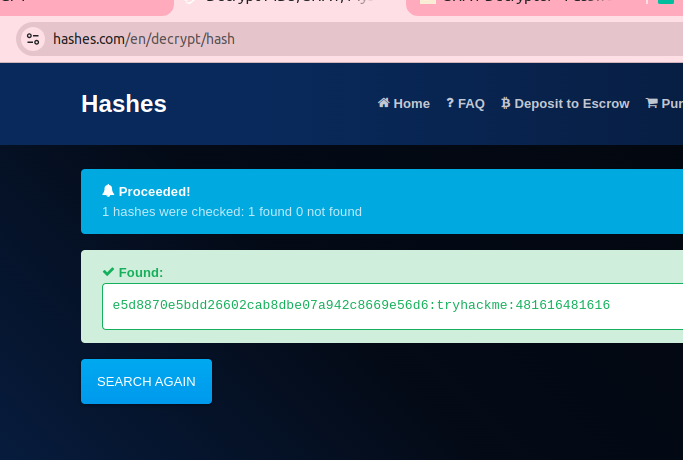 hashes.com/en/decrypt/hash
Hashes
Home
FAQ
Deposit to Escrow
Proceeded!
1 hashes were checked: 1 found 0 not found
Found:
e5d8870e5bdd26602cab8dbe07a942c8669e56d6:tryhackme:481616481616
SEARCH AGAIN